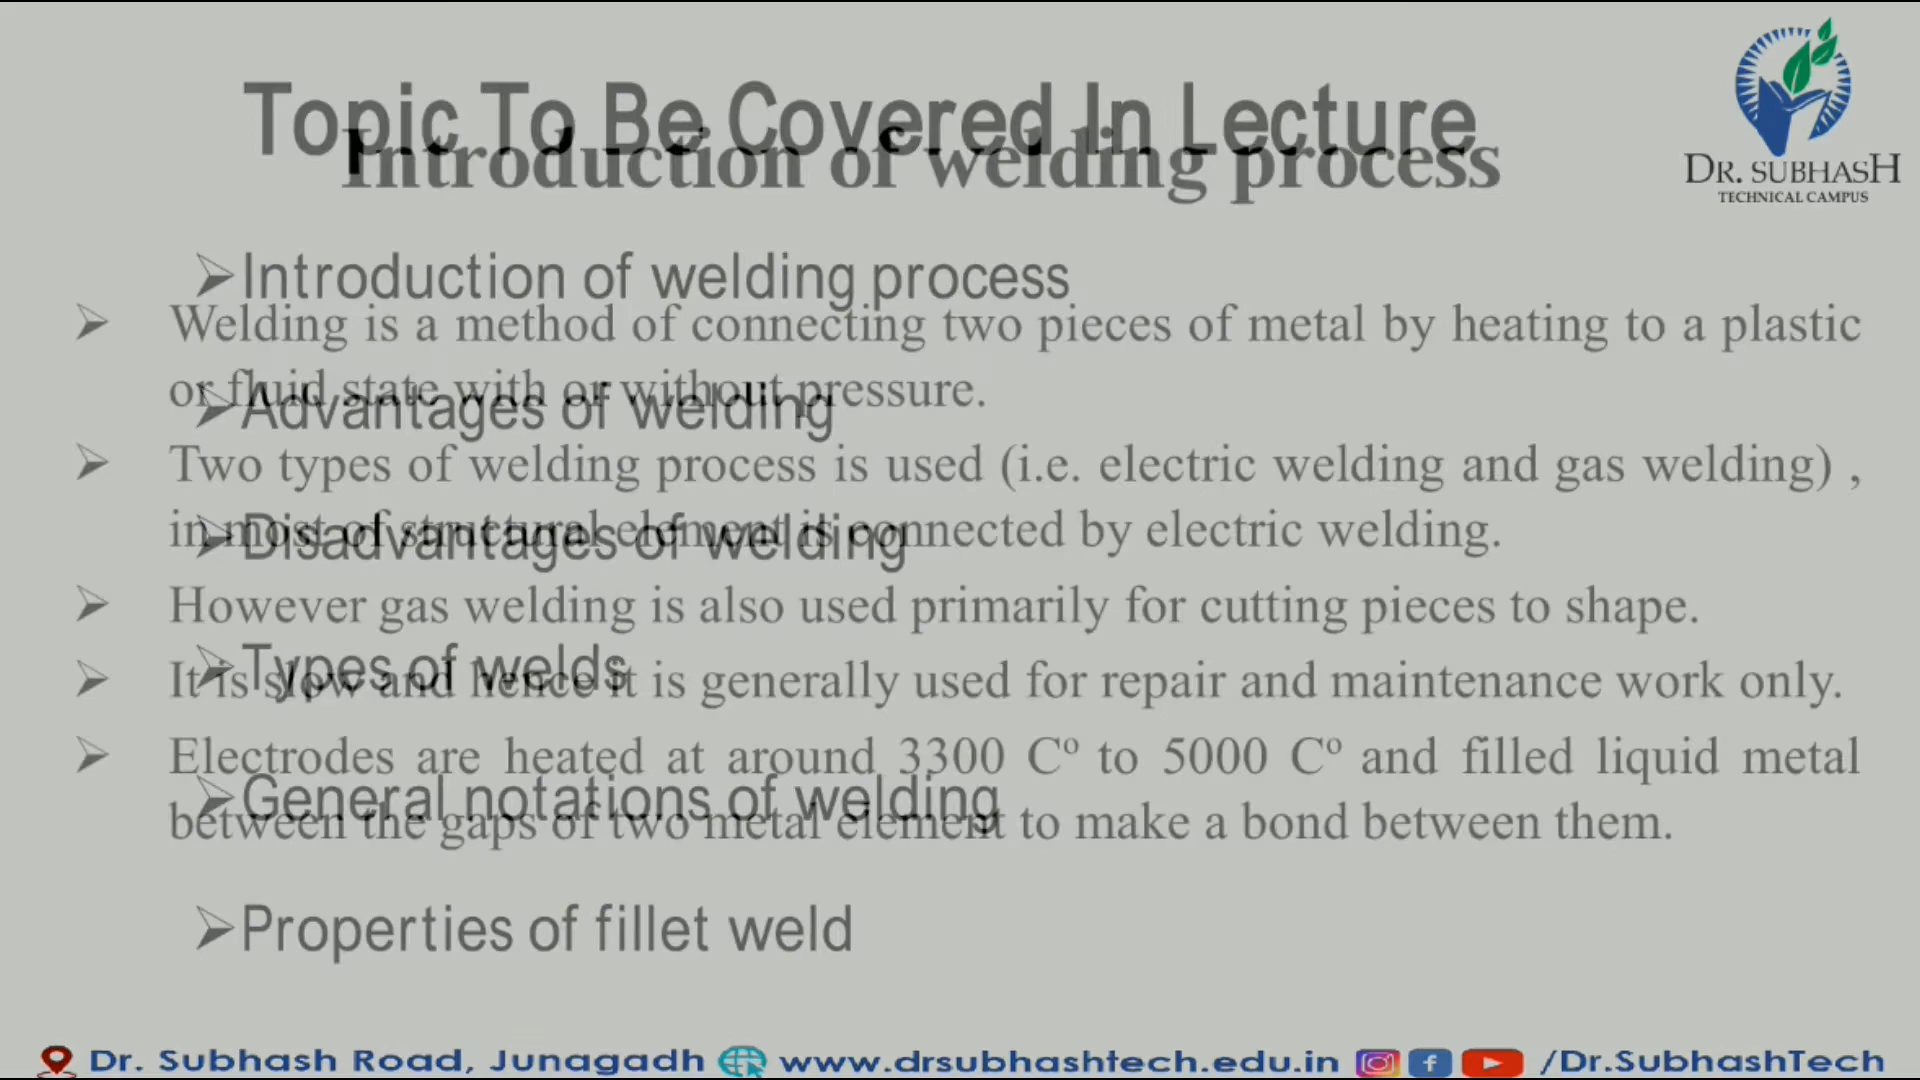 Topic To Be Covered In Lecture
➢Introduction of welding process
➢Advantages of welding
➢Disadvantages of welding
➢Types of welds
➢General notations of welding
➢Properties of fillet weld
Introduction of welding process
➢ Welding is a method of connecting two pieces of metal by heating to a plastic
or fluid state with or without pressure.
➢ Two types of welding process is used (i.e. electric welding and gas welding) ,
in most of structural element is connected by electric welding.
➢ However gas welding is also used primarily for cutting pieces to shape.
➢ It is slow and hence it is generally used for repair and maintenance work only.
➢ Electrodes are heated at around 3300 Cº to 5000 Cº and filled liquid metal
between the gaps of two metal element to make a bond between them.
DR. SUBHASH
TECHNICAL CAMPUS
Dr. Subhash Road, Junagadh www.drsubhashtech.edu.in /Dr.SubhashTech